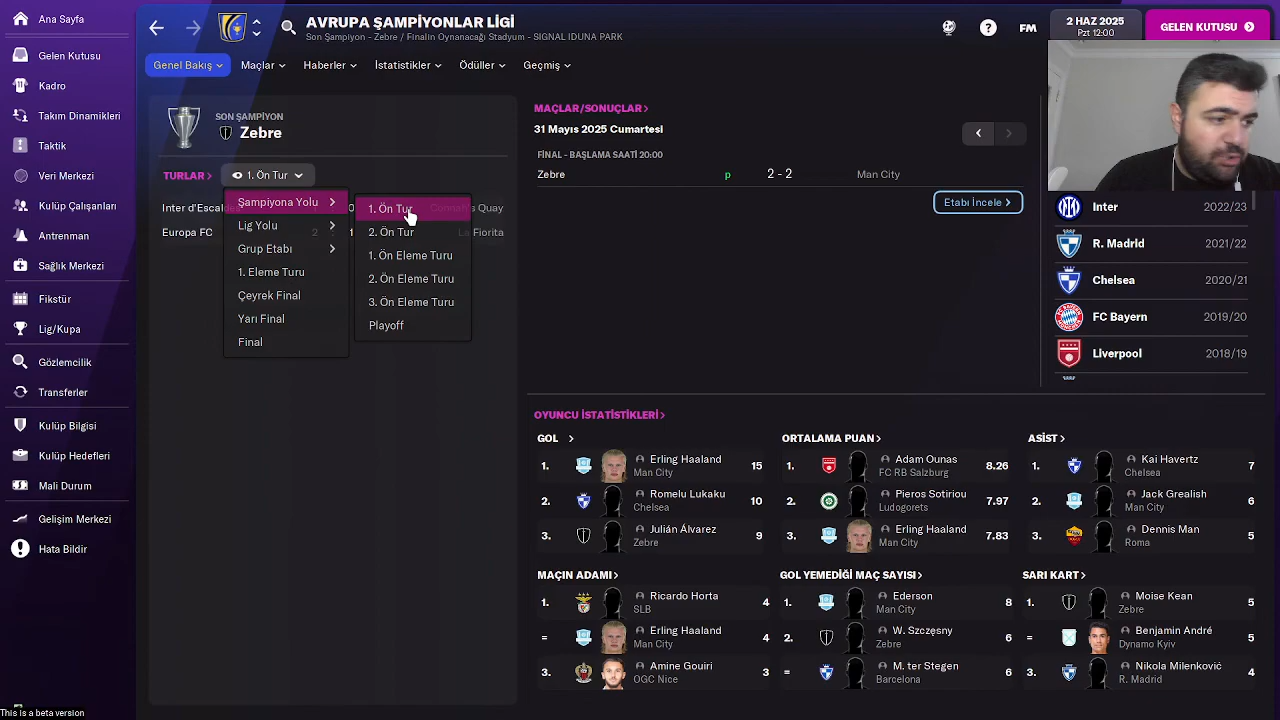 Ana Sayfa
Gelen Kutusu
Kadro
Takım Dinamikleri
Taktik
Veri Merkezi
Kulüp Çalışanları
Antrenman
Sağlık Merkezi
Fikstür
Lig/Kupa
Gözlemcilik
Transferler
Kulüp Bilgisi
Kulüp Hedefleri
Mali Durum
Gelişim Merkezi
Hata Bildir
This is a beta version
AVRUPA ŞAMPİYONLAR LİGİ
Son Şampiyon - Zebre / Finalin Oynanacağı Stadyum - SIGNAL IDUNA PARK
FM
2 HAZ 2025
Pzt 12:00
GELEN KUTUSU
Genel Bakış
Maçlar
Haberler
İstatistikler
Ödüller
Geçmiş
SON ŞAMPİYON
Zebre
TURLAR
1. Ön Tur
Inter d'Escaldes
Connah's Quay
Europa FC 2 1 La Fiorita
Şampiyona Yolu
Lig Yolu
Grup Etabı
1. Eleme Turu
Çeyrek Final
Yarı Final
Final
1. Ön Tur
2. Ön Tur
1. Ön Eleme Turu
2. Ön Eleme Turu
3. Ön Eleme Turu
Playoff
MAÇLAR/SONUÇLAR
31 Mayıs 2025 Cumartesi
FİNAL - BAŞLAMA SAATİ 20:00
Zebre p 2 - 2 Man City
Etabı İncele
Inter 2022/23
R. Madrid 2021/22
Chelsea 2020/21
FC Bayern 2019/20
Liverpool 2018/19
OYUNCU İSTATİSTİKLERİ
GOL
1. Erling Haaland 15
Man City
2. Romelu Lukaku 10
Chelsea
3. Julián Álvarez 9
Zebre
ORTALAMA PUAN
1. Adam Ounas 8.26
FC RB Salzburg
2. Pieros Sotiriou 7.97
Ludogorets
3. Erling Haaland 7.83
Man City
ASİST
1. Kai Havertz 7
Chelsea
2. Jack Grealish 6
Man City
3. Dennis Man 5
Roma
MAÇIN ADAMI
1. Ricardo Horta 4
SLB
= Erling Haaland 4
Man City
3. Amine Gouiri 3
OGC Nice
GOL YEMEDİĞİ MAÇ SAYISI
1. Ederson 8
Man City
2. W. Szczęsny 6
Zebre
= M. ter Stegen 6
Barcelona
SARI KART
1. Moise Kean 5
Zebre
= Benjamin André 5
Dynamo Kyiv
3. Nikola Milenković 4
R. Madrid